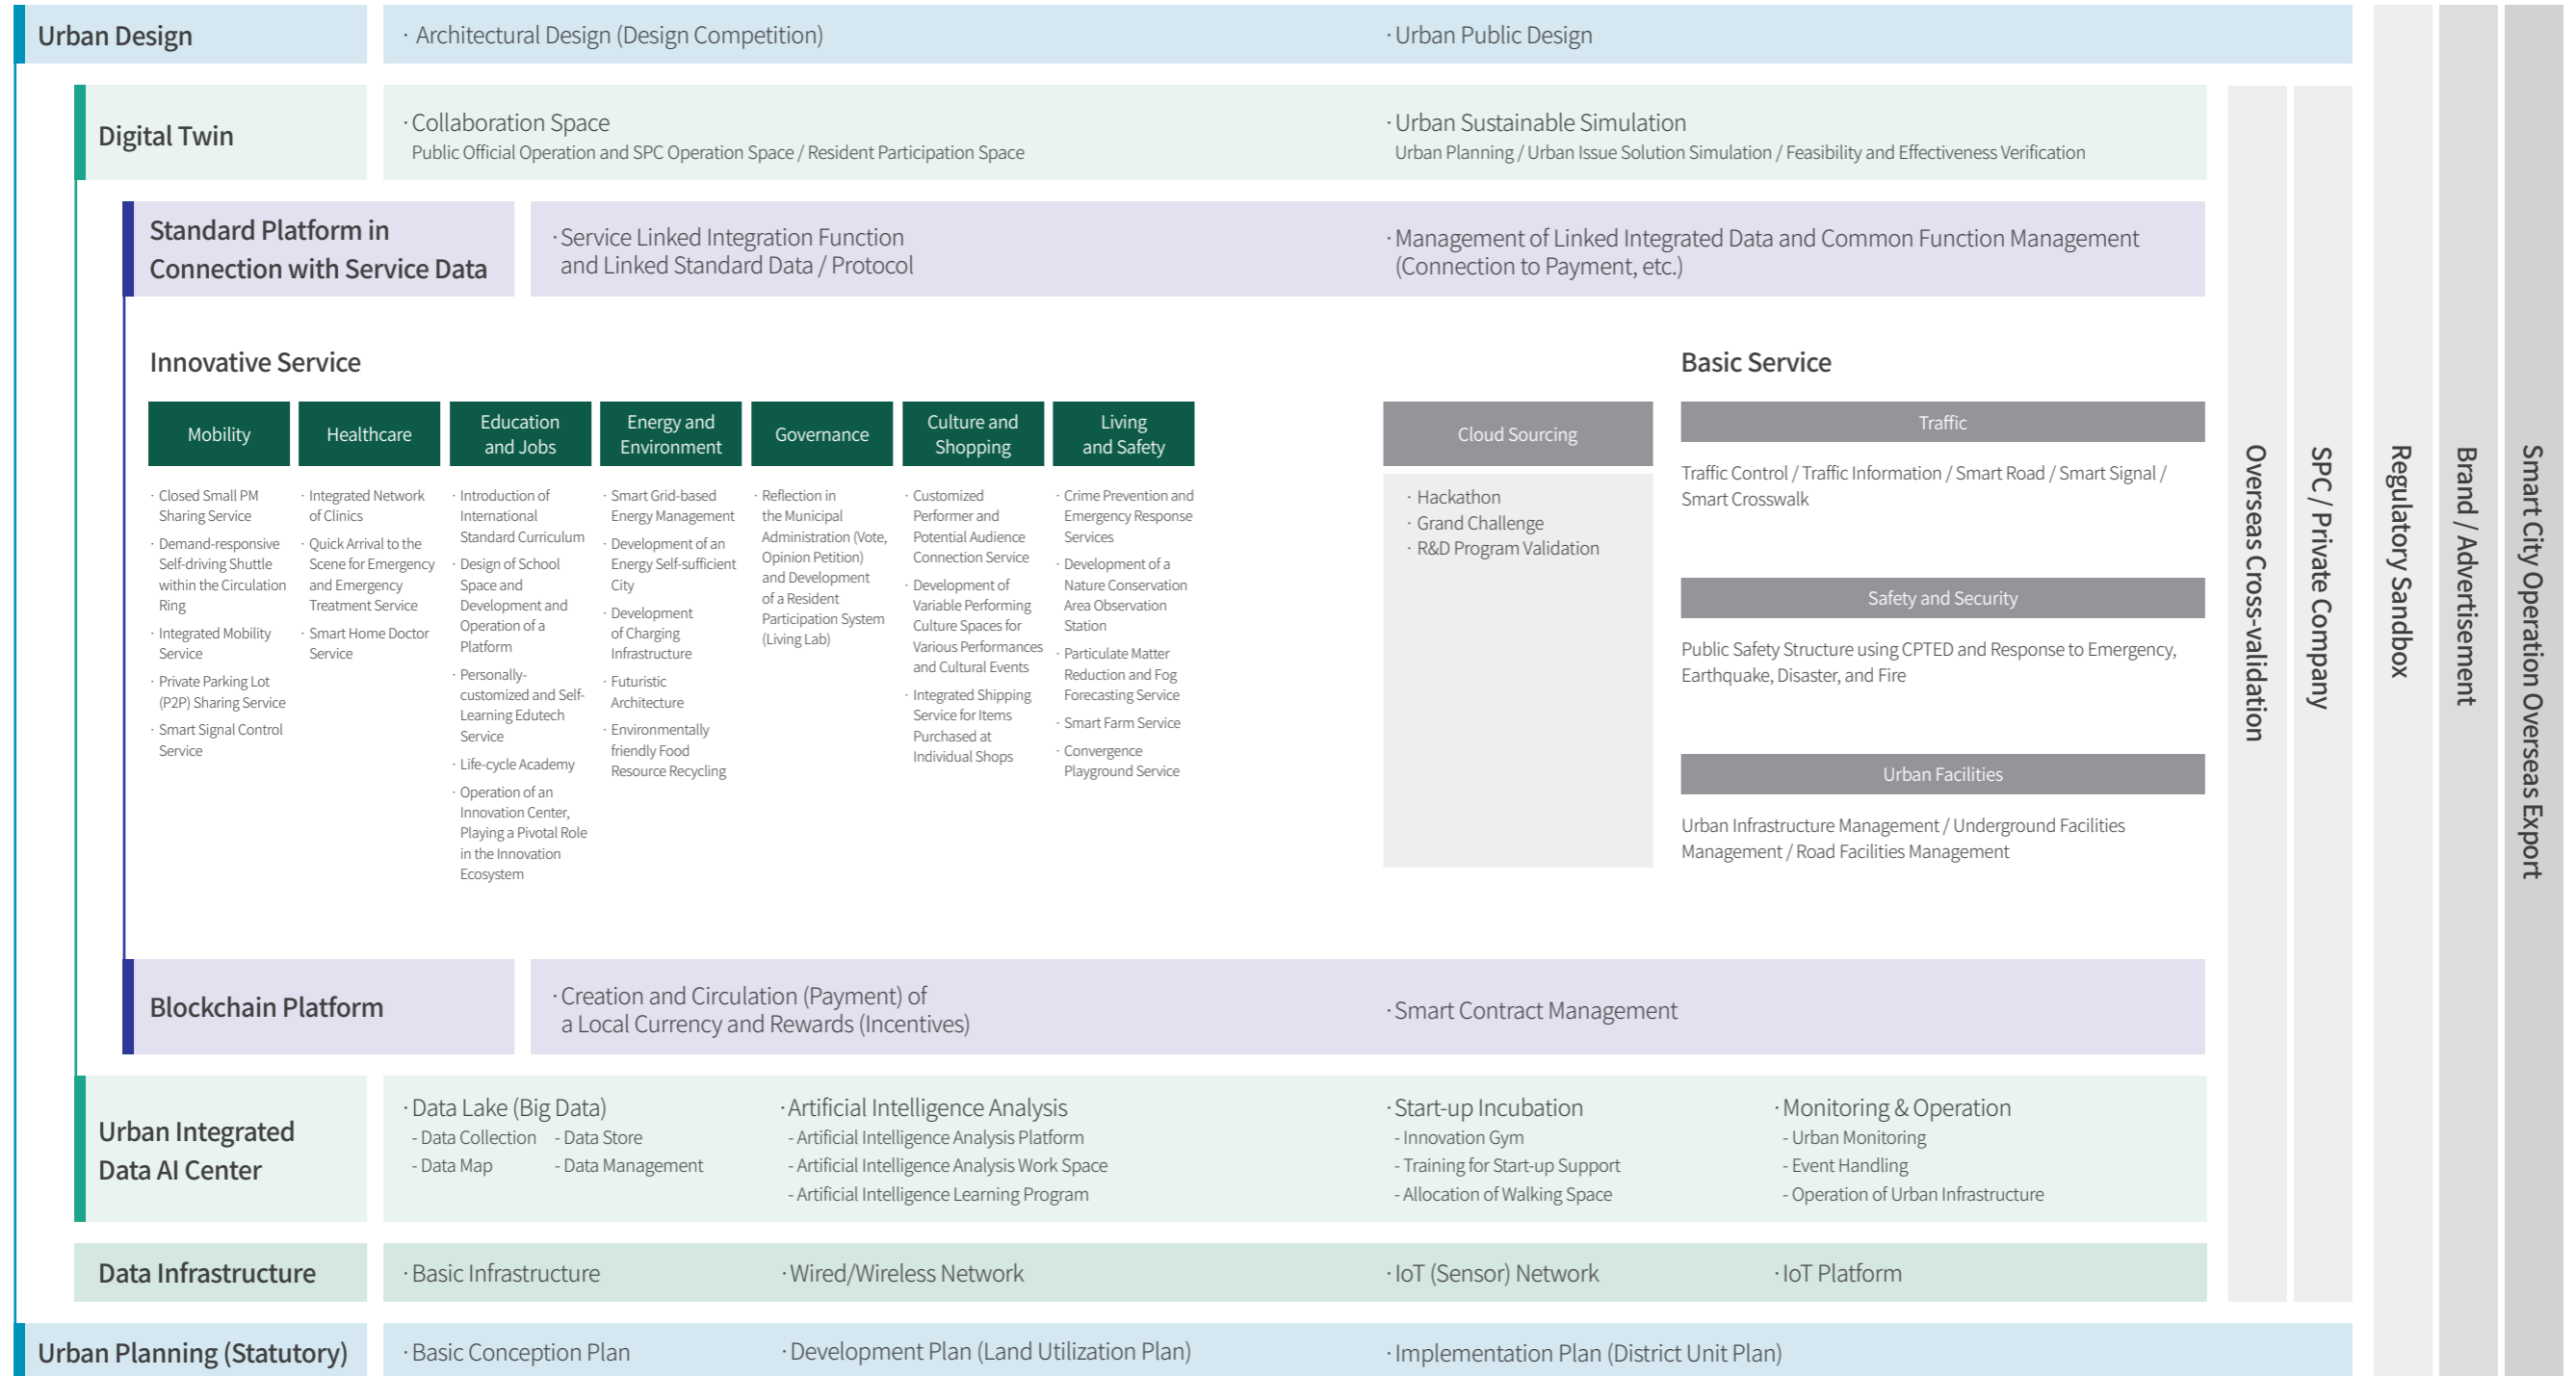 Urban Design
· Architectural Design (Design Competition)
· Urban Public Design
Digital Twin
· Collaboration Space
Public Official Operation and SPC Operation Space / Resident Participation Space
· Urban Sustainable Simulation
Urban Planning / Urban Issue Solution Simulation / Feasibility and Effectiveness Verification
Standard Platform in
Connection with Service Data
· Service Linked Integration Function
and Linked Standard Data / Protocol
· Management of Linked Integrated Data and Common Function Management
(Connection to Payment, etc.)
Innovative Service
Mobility
· Closed Small PM
Sharing Service
· Demand-responsive
Self-driving Shuttle
within the Circulation
Ring
· Integrated Mobility
Service
· Private Parking Lot
(P2P) Sharing Service
· Smart Signal Control
Service
Healthcare
· Integrated Network
of Clinics
· Quick Arrival to the
Scene for Emergency
and Emergency
Treatment Service
· Smart Home Doctor
Service
Education
and Jobs
· Introduction of
International
Standard Curriculum
· Design of School
Space and
Development and
Operation of a
Platform
· Personally-
customized and Self-
Learning Edutech
Service
· Life-cycle Academy
· Operation of an
Innovation Center,
Playing a Pivotal Role
in the Innovation
Ecosystem
Energy and
Environment
· Smart Grid-based
Energy Management
· Development of an
Energy Self-sufficient
City
· Development
of Charging
Infrastructure
· Futuristic
Architecture
· Environmentally
friendly Food
Resource Recycling
Governance
· Reflection in
the Municipal
Administration (Vote,
Opinion Petition)
and Development
of a Resident
Participation System
(Living Lab)
Culture and
Shopping
· Customized
Performer and
Potential Audience
Connection Service
· Development of
Variable Performing
Culture Spaces for
Various Performances
and Cultural Events
· Integrated Shipping
Service for Items
Purchased at
Individual Shops
Living
and Safety
· Crime Prevention and
Emergency Response
Services
· Development of a
Nature Conservation
Area Observation
Station
· Particulate Matter
Reduction and Fog
Forecasting Service
· Smart Farm Service
· Convergence
Playground Service
Cloud Sourcing
· Hackathon
· Grand Challenge
· R&D Program Validation
Basic Service
Traffic
Traffic Control / Traffic Information / Smart Road / Smart Signal /
Smart Crosswalk
Safety and Security
Public Safety Structure using CPTED and Response to Emergency,
Earthquake, Disaster, and Fire
Urban Facilities
Urban Infrastructure Management / Underground Facilities
Management / Road Facilities Management
Blockchain Platform
· Creation and Circulation (Payment) of
a Local Currency and Rewards (Incentives)
· Smart Contract Management
Urban Integrated
Data AI Center
· Data Lake (Big Data)
- Data Collection - Data Store
- Data Map - Data Management
· Artificial Intelligence Analysis
- Artificial Intelligence Analysis Platform
- Artificial Intelligence Analysis Work Space
- Artificial Intelligence Learning Program
· Start-up Incubation
- Innovation Gym
- Training for Start-up Support
- Allocation of Walking Space
· Monitoring & Operation
- Urban Monitoring
- Event Handling
- Operation of Urban Infrastructure
Data Infrastructure
· Basic Infrastructure
· Wired/Wireless Network
· IoT (Sensor) Network
· IoT Platform
Urban Planning (Statutory)
· Basic Conception Plan
· Development Plan (Land Utilization Plan)
· Implementation Plan (District Unit Plan)
Overseas Cross-validation
SPC / Private Company
Regulatory Sandbox
Brand / Advertisement
Smart City Operation Overseas Export